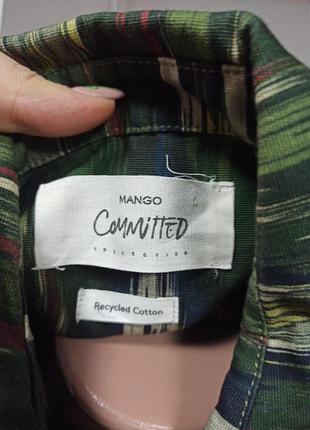 MANGO
COMMITTED
COLLECTION
Recycled Cotton